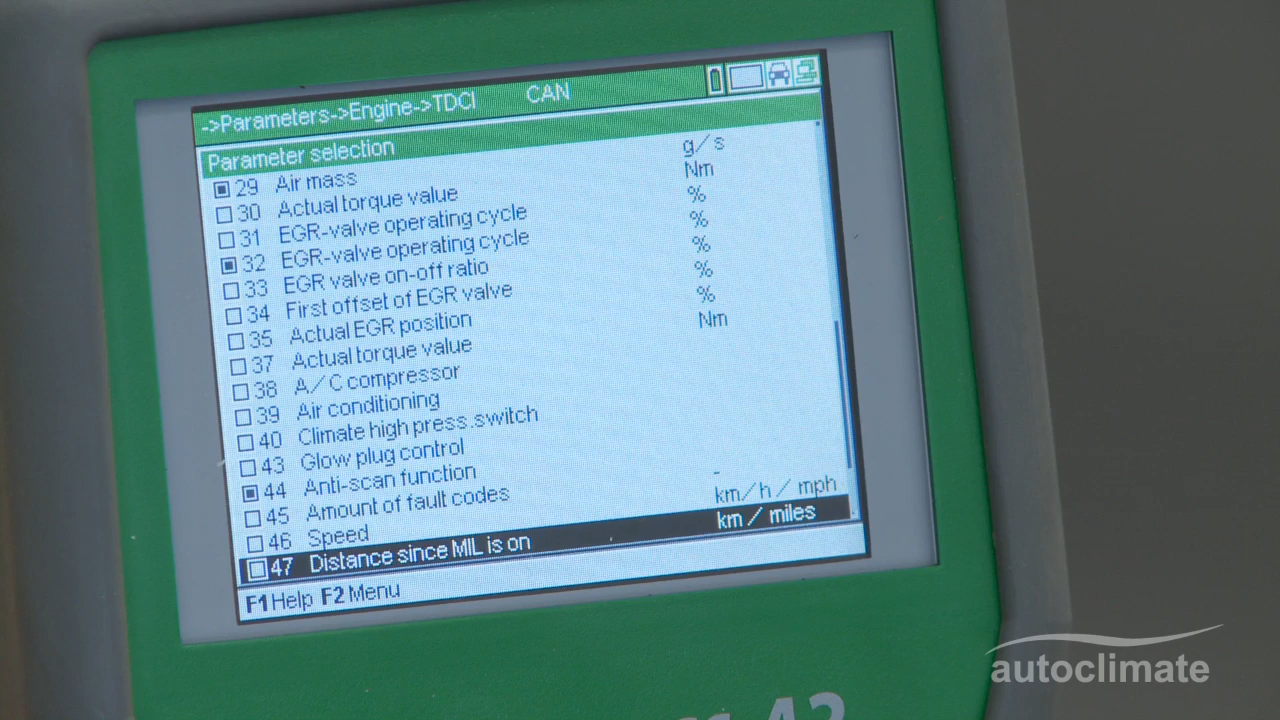 ->Parameters->Engine->TDCI CAN
Parameter selection
29 Air mass g/s
30 Actual torque value Nm
31 EGR-valve operating cycle %
32 EGR-valve operating cycle %
33 EGR valve on-off ratio %
34 First offset of EGR valve %
35 Actual EGR position %
37 Actual torque value Nm
38 A/C compressor
39 Air conditioning
40 Climate high press.switch
43 Glow plug control
44 Anti-scan function
45 Amount of fault codes -
46 Speed km/h / mph
47 Distance since MIL is on km / miles
F1 Help F2 Menu
autoclimate